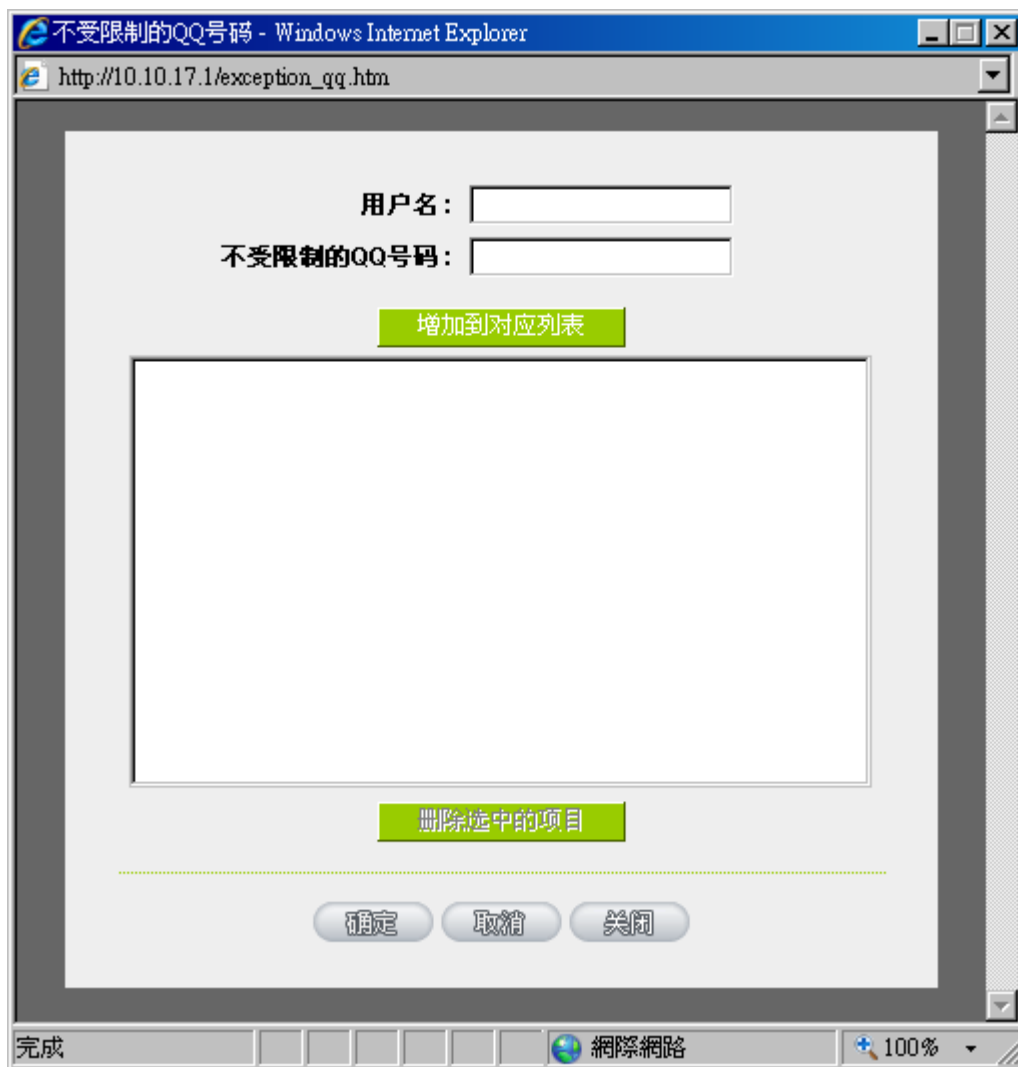 不受限制的QQ号码 - Windows Internet Explorer
http://10.10.17.1/exception_qq.htm
用户名：
不受限制的QQ号码：
增加到对应列表
删除选中的项目
确定 取消 关闭
完成 網際網路 100%